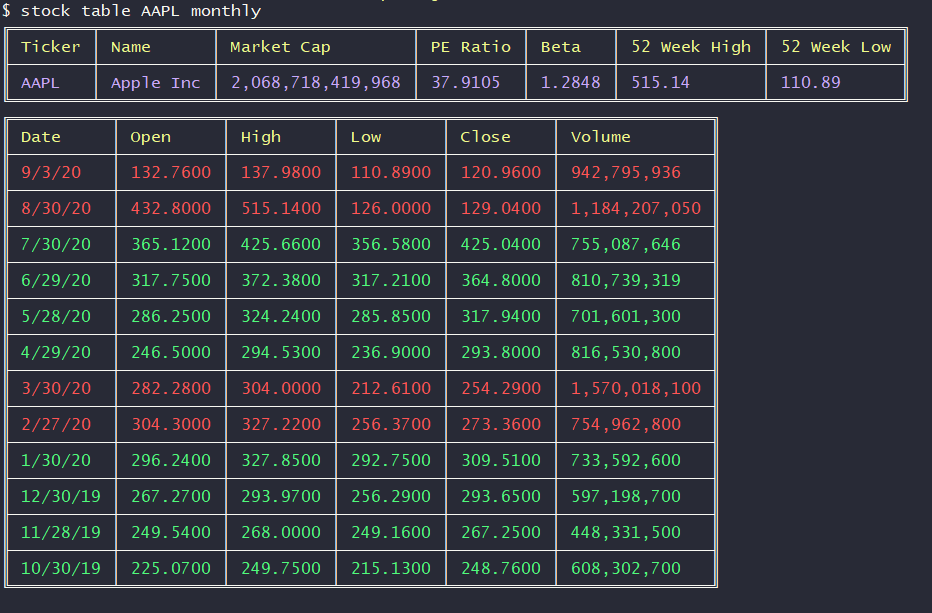 $ stock table AAPL monthly
Ticker Name Market Cap PE Ratio Beta 52 Week High 52 Week Low
AAPL Apple Inc 2,068,718,419,968 37.9105 1.2848 515.14 110.89
Date Open High Low Close Volume
9/3/20 132.7600 137.9800 110.8900 120.9600 942,795,936
8/30/20 432.8000 515.1400 126.0000 129.0400 1,184,207,050
7/30/20 365.1200 425.6600 356.5800 425.0400 755,087,646
6/29/20 317.7500 372.3800 317.2100 364.8000 810,739,319
5/28/20 286.2500 324.2400 285.8500 317.9400 701,601,300
4/29/20 246.5000 294.5300 236.9000 293.8000 816,530,800
3/30/20 282.2800 304.0000 212.6100 254.2900 1,570,018,100
2/27/20 304.3000 327.2200 256.3700 273.3600 754,962,800
1/30/20 296.2400 327.8500 292.7500 309.5100 733,592,600
12/30/19 267.2700 293.9700 256.2900 293.6500 597,198,700
11/28/19 249.5400 268.0000 249.1600 267.2500 448,331,500
10/30/19 225.0700 249.7500 215.1300 248.7600 608,302,700